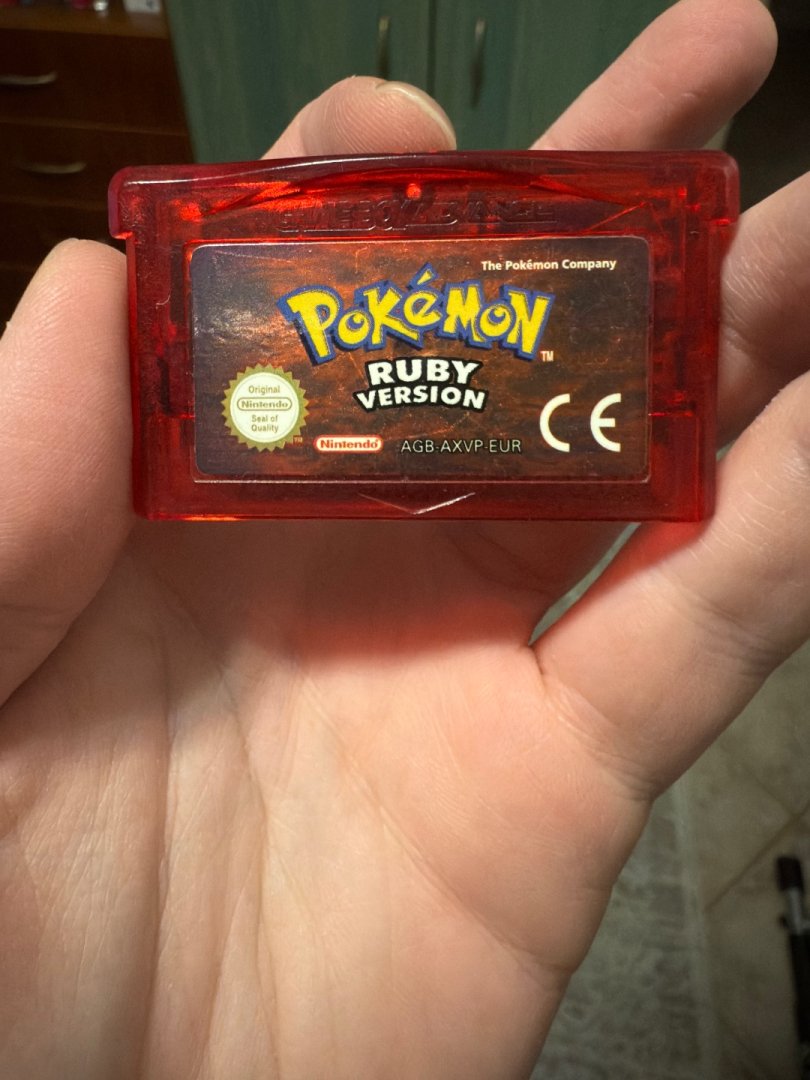 GAME BOY ADVANCE
The Pokémon Company
POKéMON
TM
RUBY
VERSION
Original
Nintendo
Seal of
Quality
TM
Nintendo
AGB-AXVP-EUR
CE